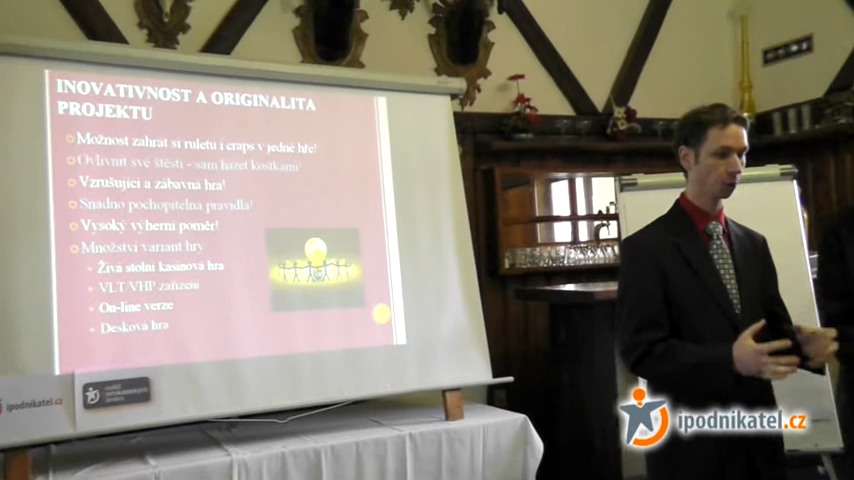 INOVATIVNOST A ORIGINALITA
PROJEKTU
Možnost zahrát si ruletu i craps v jedné hře!
Ovlivnit své štěstí - sám házet kostkami!
Vzrušující a zábavná hra!
Snadno pochopitelná pravidla!
Vysoký výherní poměr!
Množství variant hry
Živá stolní kasinová hra
VLT/VHP zařízení
On-line verze
Desková hra
ipodnikatel.cz
ipodnikatel.cz